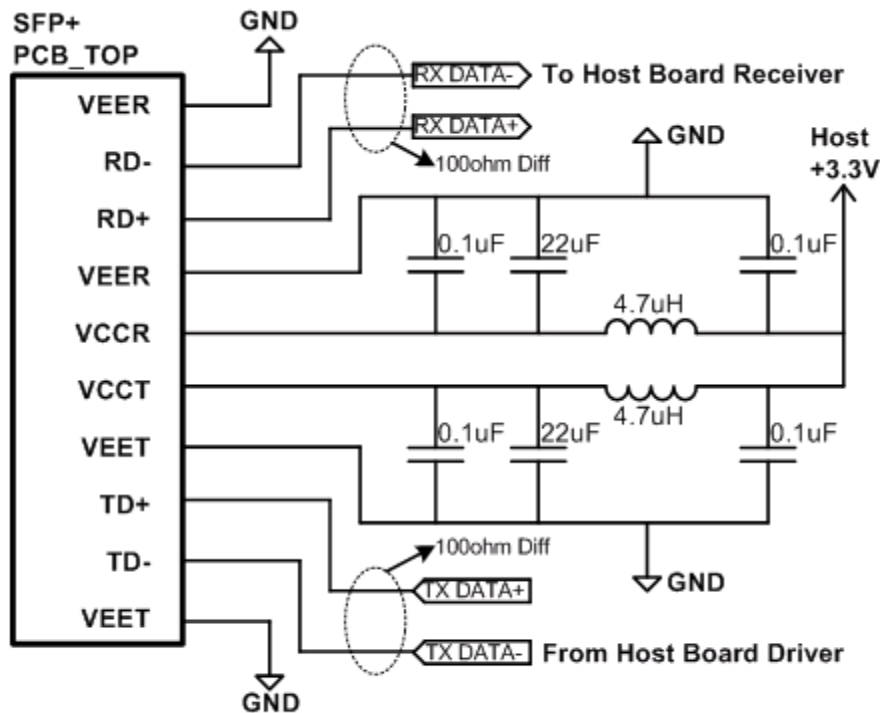 SFP+
PCB_TOP
GND
VEER
RD-
RD+
VEER
VCCR
VCCT
VEET
TD+
TD-
VEET
GND
RX DATA-
To Host Board Receiver
RX DATA+
100ohm Diff
GND
Host
+3.3V
0.1uF
22uF
0.1uF
4.7uH
4.7uH
0.1uF
22uF
0.1uF
100ohm Diff
GND
TX DATA+
TX DATA-
From Host Board Driver